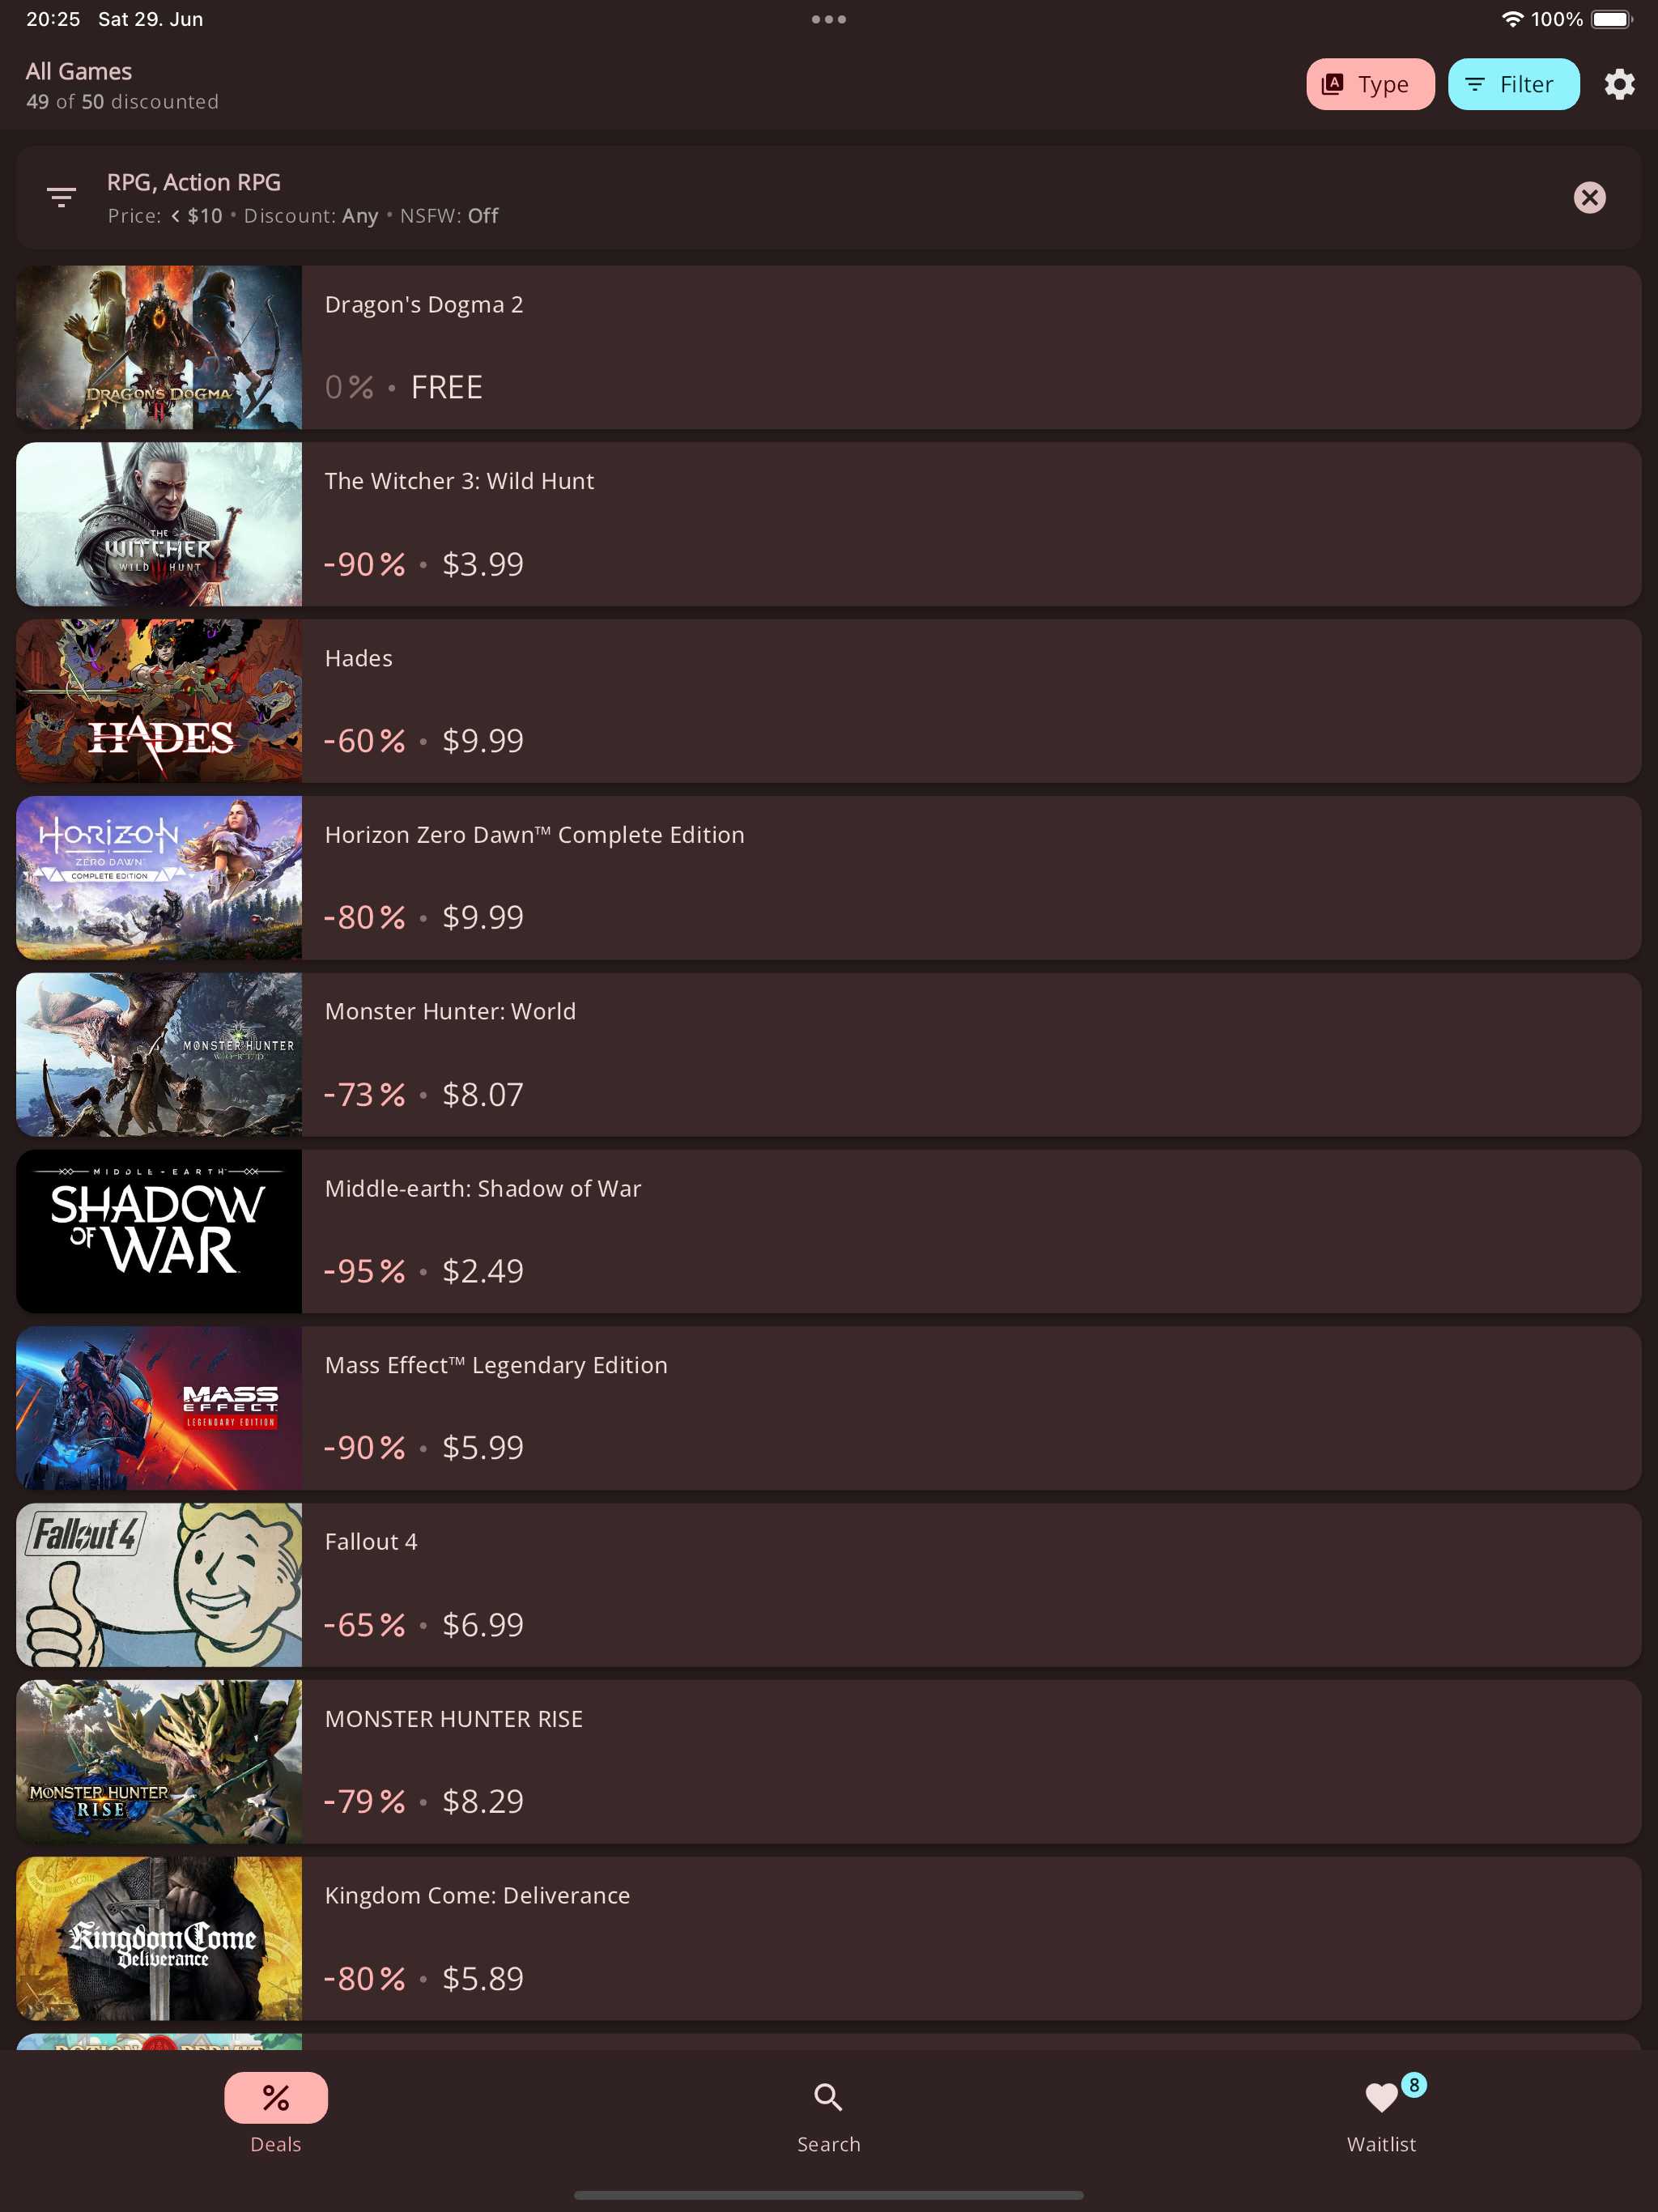 20:25 Sat 29. Jun
100%
All Games
49 of 50 discounted
A Type
Filter
RPG, Action RPG
Price: < $10 • Discount: Any • NSFW: Off
DRAGON'S DOGMA
II
Dragon's Dogma 2
0% • FREE
THE
WITCHER
WILD HUNT
The Witcher 3: Wild Hunt
-90% • $3.99
HADES
Hades
-60% • $9.99
HORIZON
ZERO DAWN
COMPLETE EDITION
Horizon Zero Dawn™ Complete Edition
-80% • $9.99
MONSTER HUNTER
WORLD
Monster Hunter: World
-73% • $8.07
MIDDLE-EARTH
SHADOW
OF WAR
Middle-earth: Shadow of War
-95% • $2.49
MASS
EFFECT
LEGENDARY EDITION
Mass Effect™ Legendary Edition
-90% • $5.99
Fallout 4
Fallout 4
-65% • $6.99
MONSTER HUNTER
RISE
MONSTER HUNTER RISE
-79% • $8.29
Kingdom Come
Deliverance
Kingdom Come: Deliverance
-80% • $5.89
8
Deals
Search
Waitlist